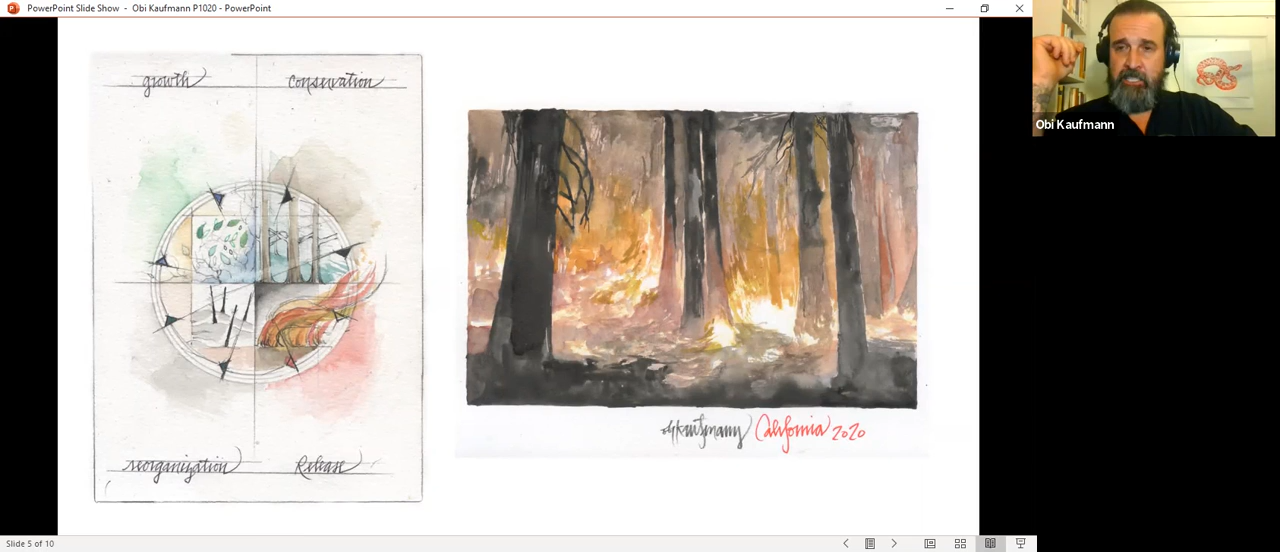 PowerPoint Slide Show - Obi Kaufmann P1020 - PowerPoint
growth
Conservation
Obi Kaufmann
California 2020
reorganization
Release
Slide 5 of 10